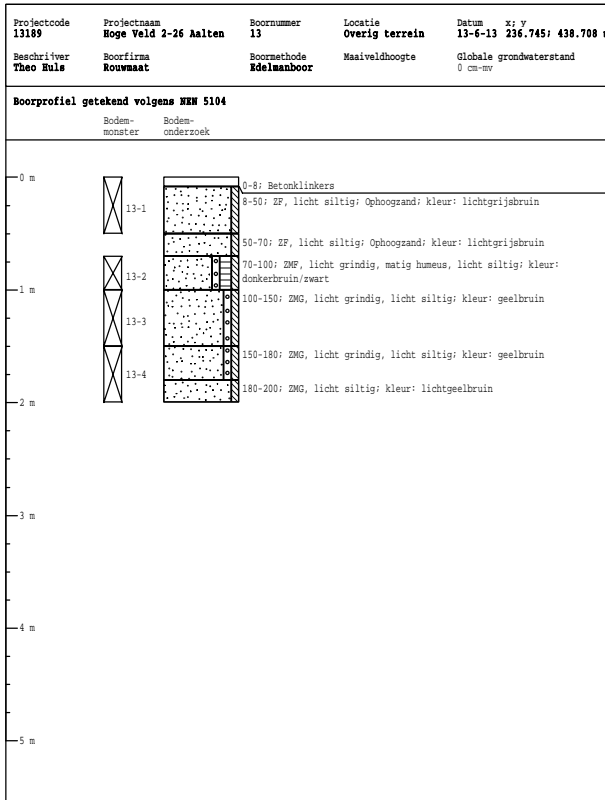 Projectcode Projectnaam Boornummer Locatie Datum x; y
13189 Hoge Veld 2-26 Aalten 13 Overig terrein 13-6-13 236.745; 438.708
Beschrijver Boorfirma Boormethode Maaiveldhoogte Globale grondwaterstand
Theo Huls Rouwmaat Edelmanboor 0 cm-mv
Boorprofiel getekend volgens NEN 5104
Bodem- Bodem-
monster onderzoek
0 m
0-8; Betonklinkers
8-50; ZF, licht siltig; Ophoogzand; kleur: lichtgrijsbruin
13-1
50-70; ZF, licht siltig; Ophoogzand; kleur: lichtgrijsbruin
70-100; ZMF, licht grindig, matig humeus, licht siltig; kleur:
donkerbruin/zwart
13-2
1 m
100-150; ZMG, licht grindig, licht siltig; kleur: geelbruin
13-3
150-180; ZMG, licht grindig, licht siltig; kleur: geelbruin
13-4
180-200; ZMG, licht siltig; kleur: lichtgeelbruin
2 m
3 m
4 m
5 m